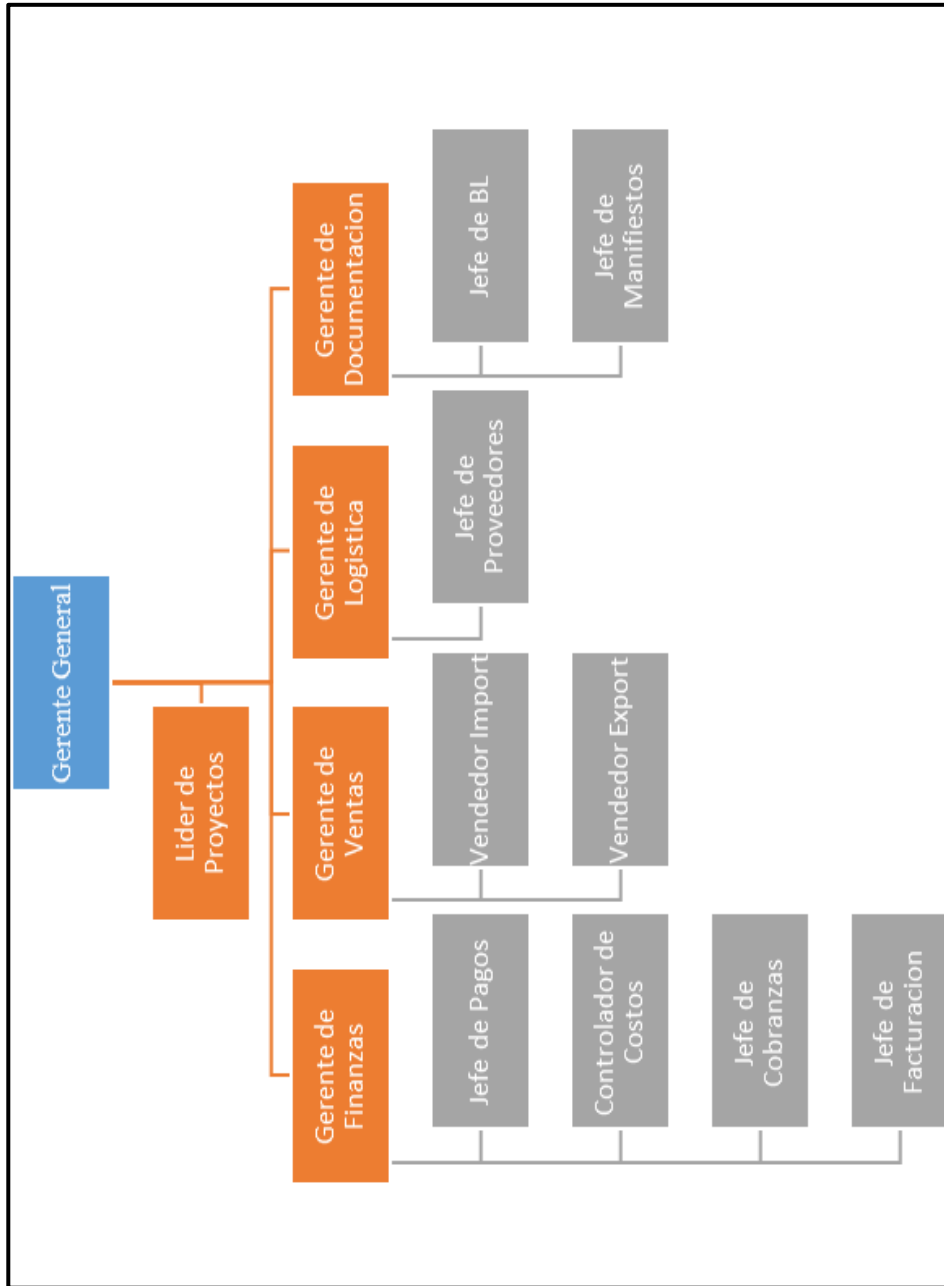 Gerente General
Lider de
Proyectos
Gerente de
Finanzas
Gerente de
Ventas
Gerente de
Logistica
Gerente de
Documentacion
Jefe de Pagos
Controlador de
Costos
Jefe de
Cobranzas
Jefe de
Facturacion
Vendedor Import
Vendedor Export
Jefe de
Proveedores
Jefe de BL
Jefe de
Manifiestos